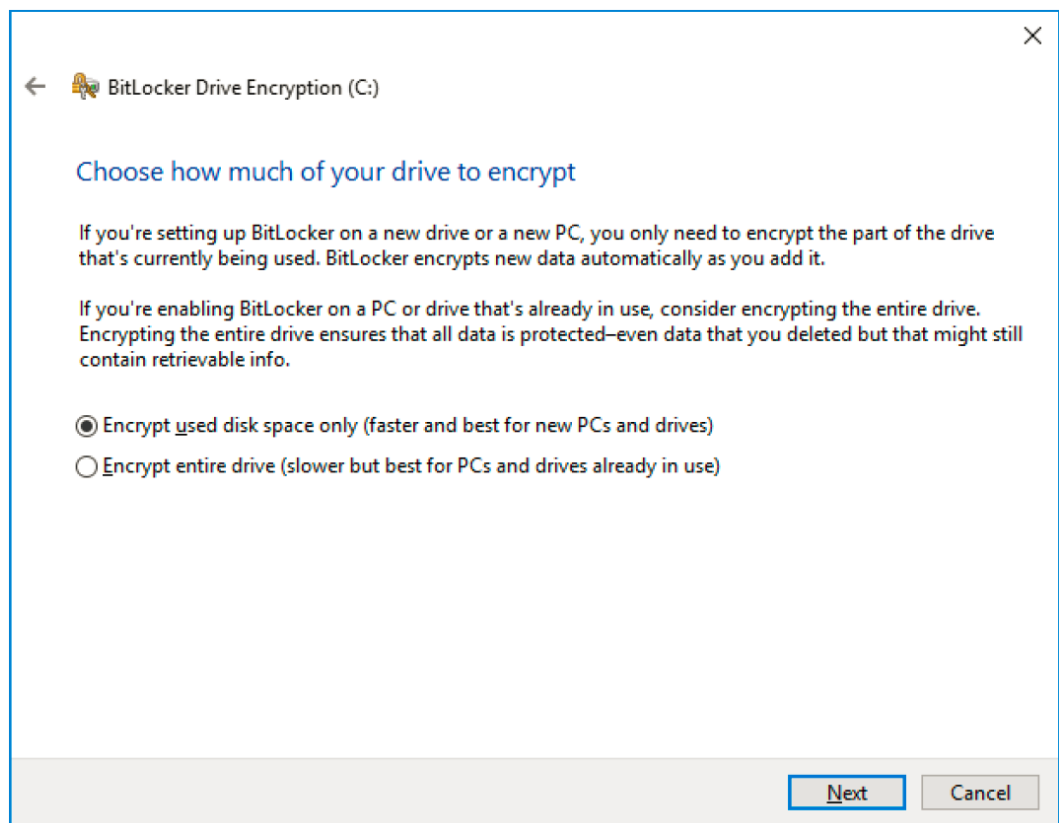 BitLocker Drive Encryption (C:)
Choose how much of your drive to encrypt
If you're setting up BitLocker on a new drive or a new PC, you only need to encrypt the part of the drive
that's currently being used. BitLocker encrypts new data automatically as you add it.
If you're enabling BitLocker on a PC or drive that's already in use, consider encrypting the entire drive.
Encrypting the entire drive ensures that all data is protected–even data that you deleted but that might still
contain retrievable info.
Encrypt used disk space only (faster and best for new PCs and drives)
Encrypt entire drive (slower but best for PCs and drives already in use)
Next Cancel